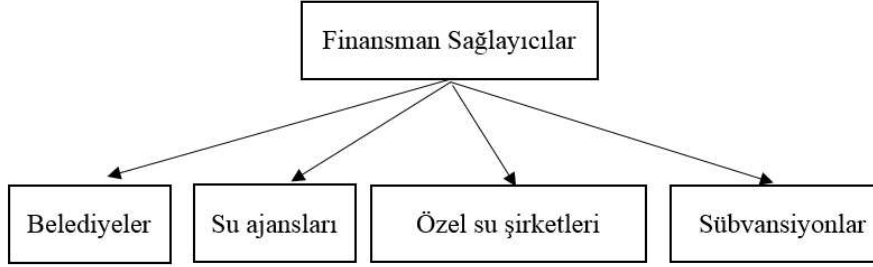 Finansman Sağlayıcılar
Belediyeler
Su ajansları
Özel su şirketleri
Sübvansiyonlar